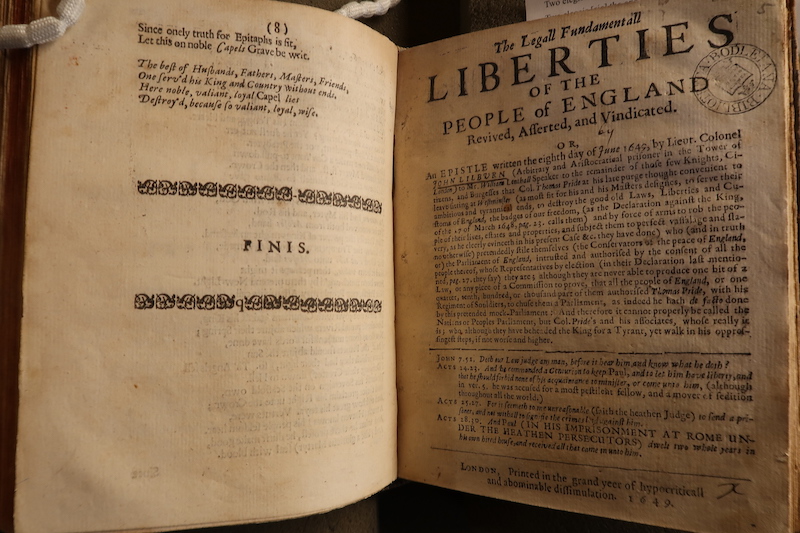 (8)
Since onely truth for Epitaphs is fit,
Let this on noble Capels Grave be writ.
The best of Husbands, Fathers, Masters, Friends,
One serv'd his King and Country without ends.
Here noble, valiant, loyal Capel lies
Destroy'd, because so valiant, loyal, wise.
FINIS.
The Legall Fundamentall
LIBERTIES
OF THE
PEOPLE of ENGLAND
Revived, Asserted, and Vindicated.
by
OR,
An EPISTLE written the eighth day of June 1649, by Lieut. Colonel
JOHN LILBURN (Arbitrary and Aristocratical prisoner in the Tower of
London) to Mr. William Lenthall Speaker to the remainder of those few Knights, Ci-
tizens, and Burgesses that Col. Thomas Pride at his late purge thought convenient to
leave sitting at Westminster (as most fit for his and his Masters designes, to serve their
ambitious and tyrannical ends, to destroy the good old Laws, Liberties and Cu-
stoms of England, the badges of our freedom, (as the Declaration against the King,
of the 17 of March 1648, pag. 23. calls them) and by force of arms to rob the peo-
ple of their lives, estates and properties, and subject them to perfect vassalage and sla-
very, as he cleerly evinceth in his present Case &c. they have done) who (and in truth
no otherwise) pretendedly stile themselves (the Conservators of the peace of England,
or) the Parliament of England, intrusted and authorised by the consent of all the
people thereof, whose Representatives by election (in their Declaration last mentio-
ned, pag. 27. they say) they are; although they are never able to produce one bit of a
Law, or any piece of a Commission to prove, that all the people of England, or one
quarter, tenth, hundred, or thousand part of them authorised Thomas Pride, with his
Regiment of Souldiers, to chuse them a Parliament, as indeed he hath de facto done
by this pretended mock-Parliament: And therefore it cannot properly be called the
Nations or Peoples Parliament, but Col. Pride's and his associates, whose really it
is; who, although they have beheaded the King for a Tyrant, yet walk in his oppres-
singest steps, if not worse and higher.
JOHN 7.51. Doth our Law judge any man, before it hear him, and know what he doth?
ACTS 24.23. And he commanded a Centurion to keep Paul, and to let him have liberty, and
that he should forbid none of his acquaintance to minister, or come unto him, (although
in ver. 5. he was accused for a most pestilent fellow, and a mover of sedition
throughout all the world.)
ACTS 25.27. For it seemeth to me unreasonable (saith the heathen Judge) to send a pri-
soner, and not withall to signifie the crimes laid against him.
ACTS 28.30. And Paul (IN HIS IMPRISONMENT AT ROME UN-
DER THE HEATHEN PERSECUTORS) dwelt two whole years in
his own hired house, and received all that came in unto him.
LONDON, Printed in the grand yeer of hypocriticall
and abominable dissimulation. 1649.